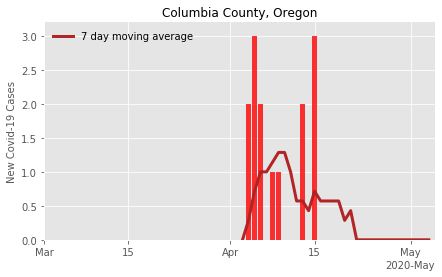 Columbia County, Oregon
7 day moving average
New Covid-19 Cases
3.0
2.5
2.0
1.5
1.0
0.5
0.0
Mar
15
Apr
15
May
2020-May